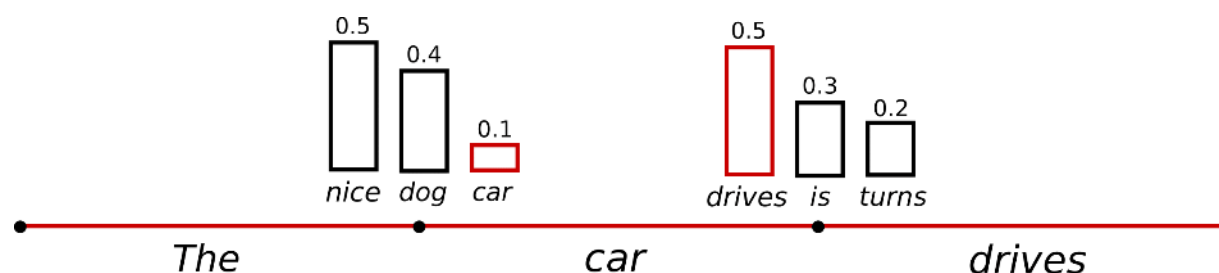 0.5 0.4 0.1
nice dog car
0.5 0.3 0.2
drives is turns
The car drives